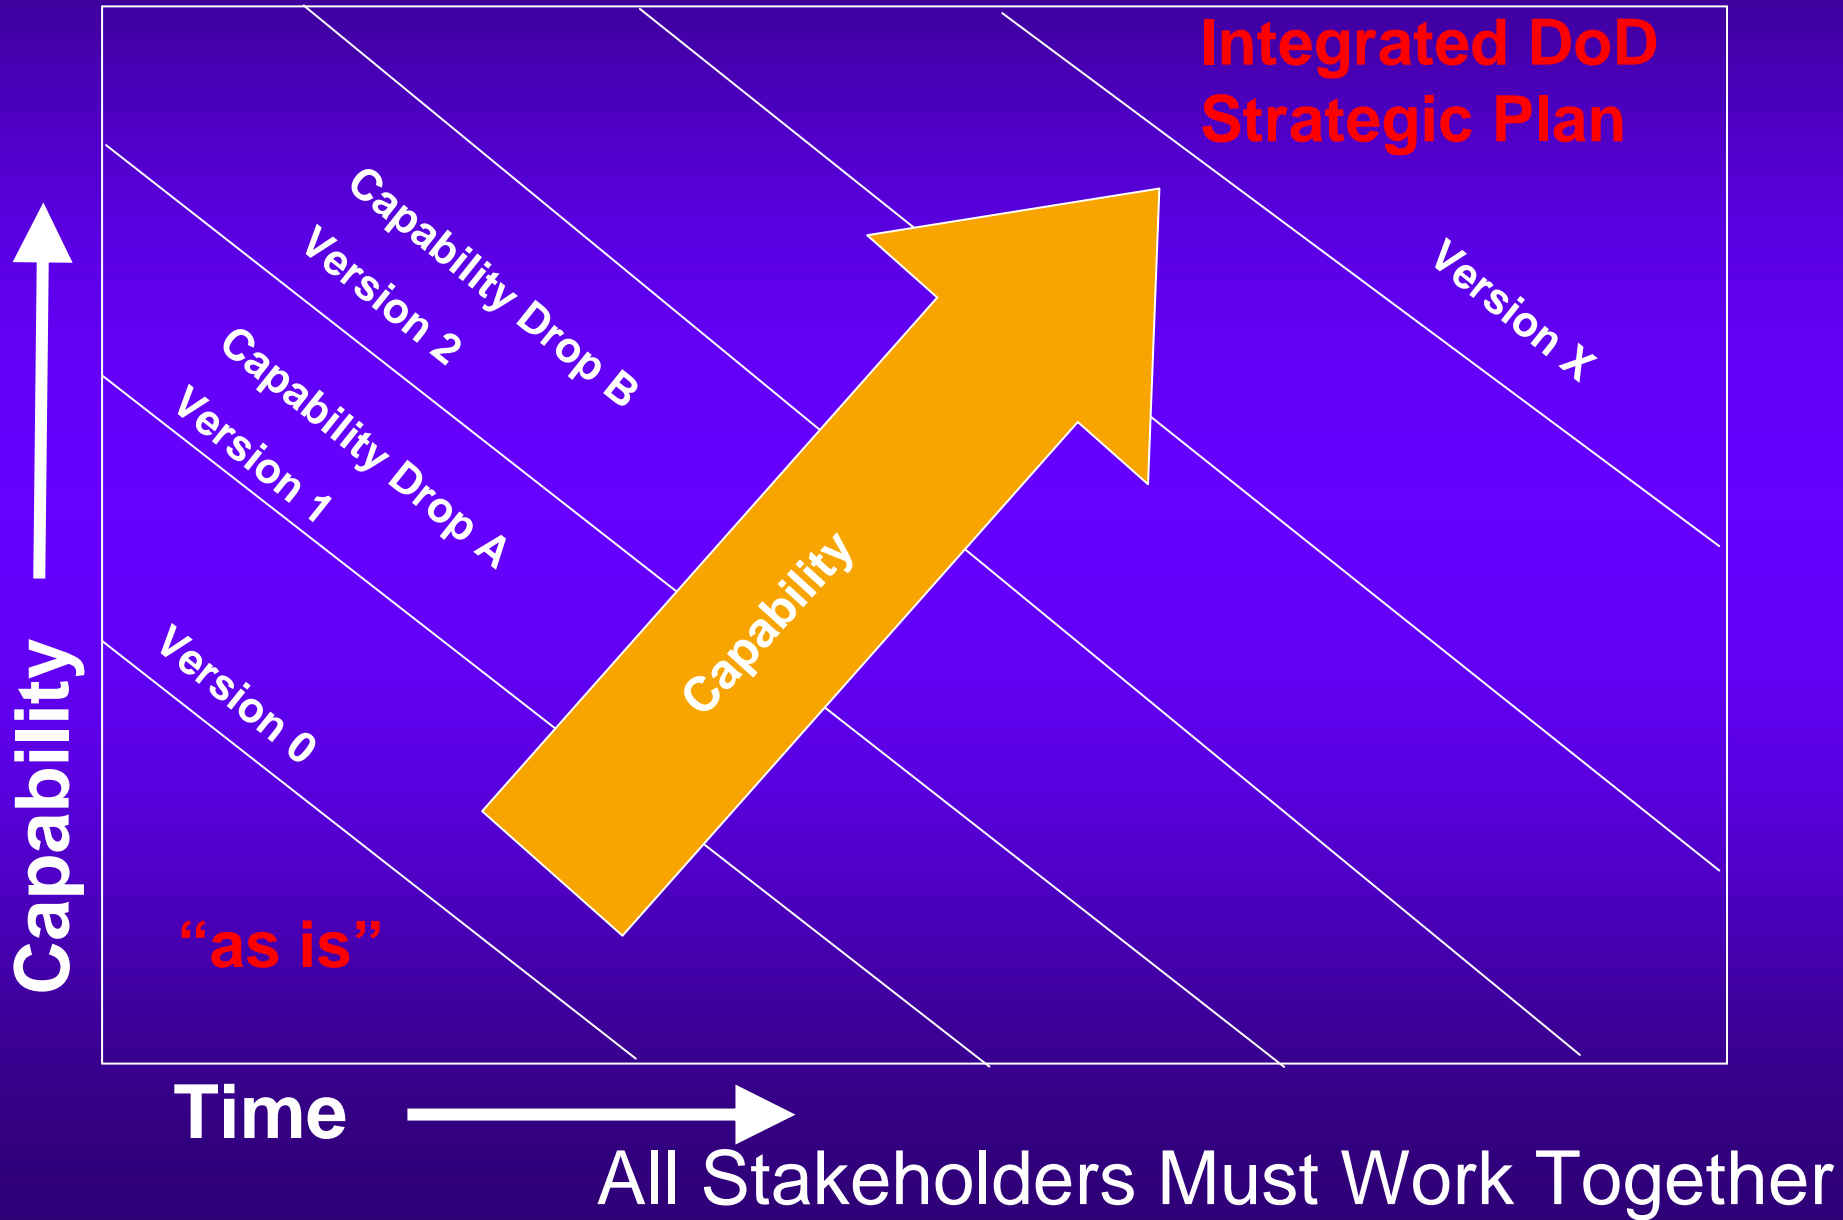 Integrated DoD
Strategic Plan
Capability Drop B
Version 2
Capability Drop A
Version 1
Version 0
Version X
Capability
Capability
“as is”
Time
All Stakeholders Must Work Together